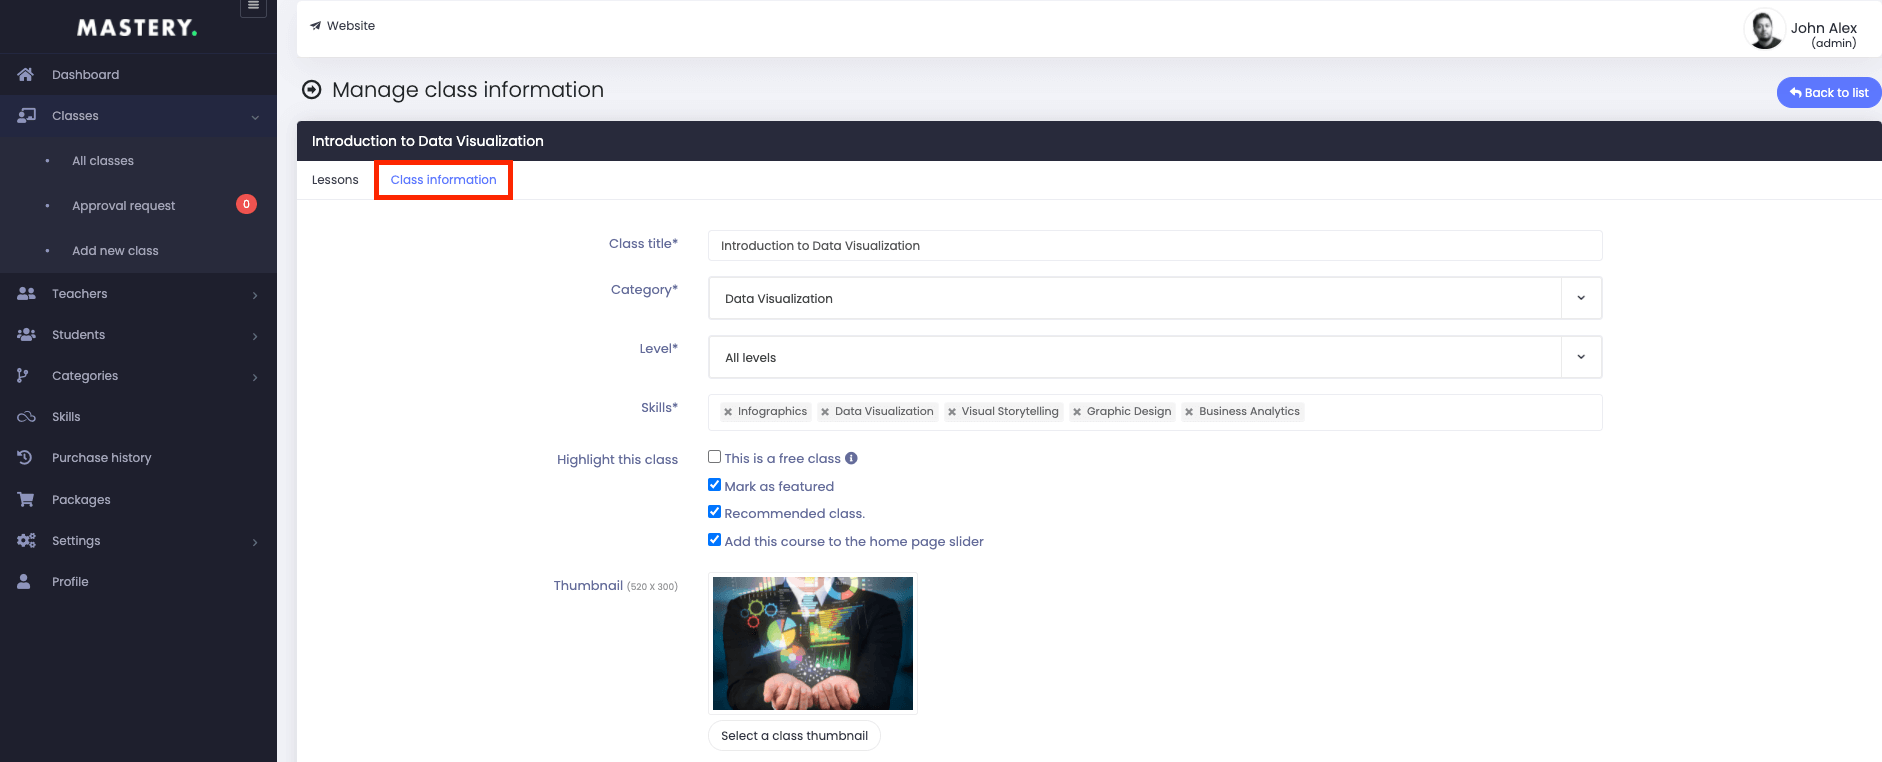 MASTERY.
Website
John Alex
(admin)
Dashboard
Classes
All classes
Approval request 0
Add new class
Teachers
Students
Categories
Skills
Purchase history
Packages
Settings
Profile
Manage class information
Back to list
Introduction to Data Visualization
Lessons Class information
Class title* Introduction to Data Visualization
Category* Data Visualization
Level* All levels
Skills* Infographics Data Visualization Visual Storytelling Graphic Design Business Analytics
Highlight this class This is a free class
Mark as featured
Recommended class.
Add this course to the home page slider
Thumbnail (520 X 300)
Select a class thumbnail